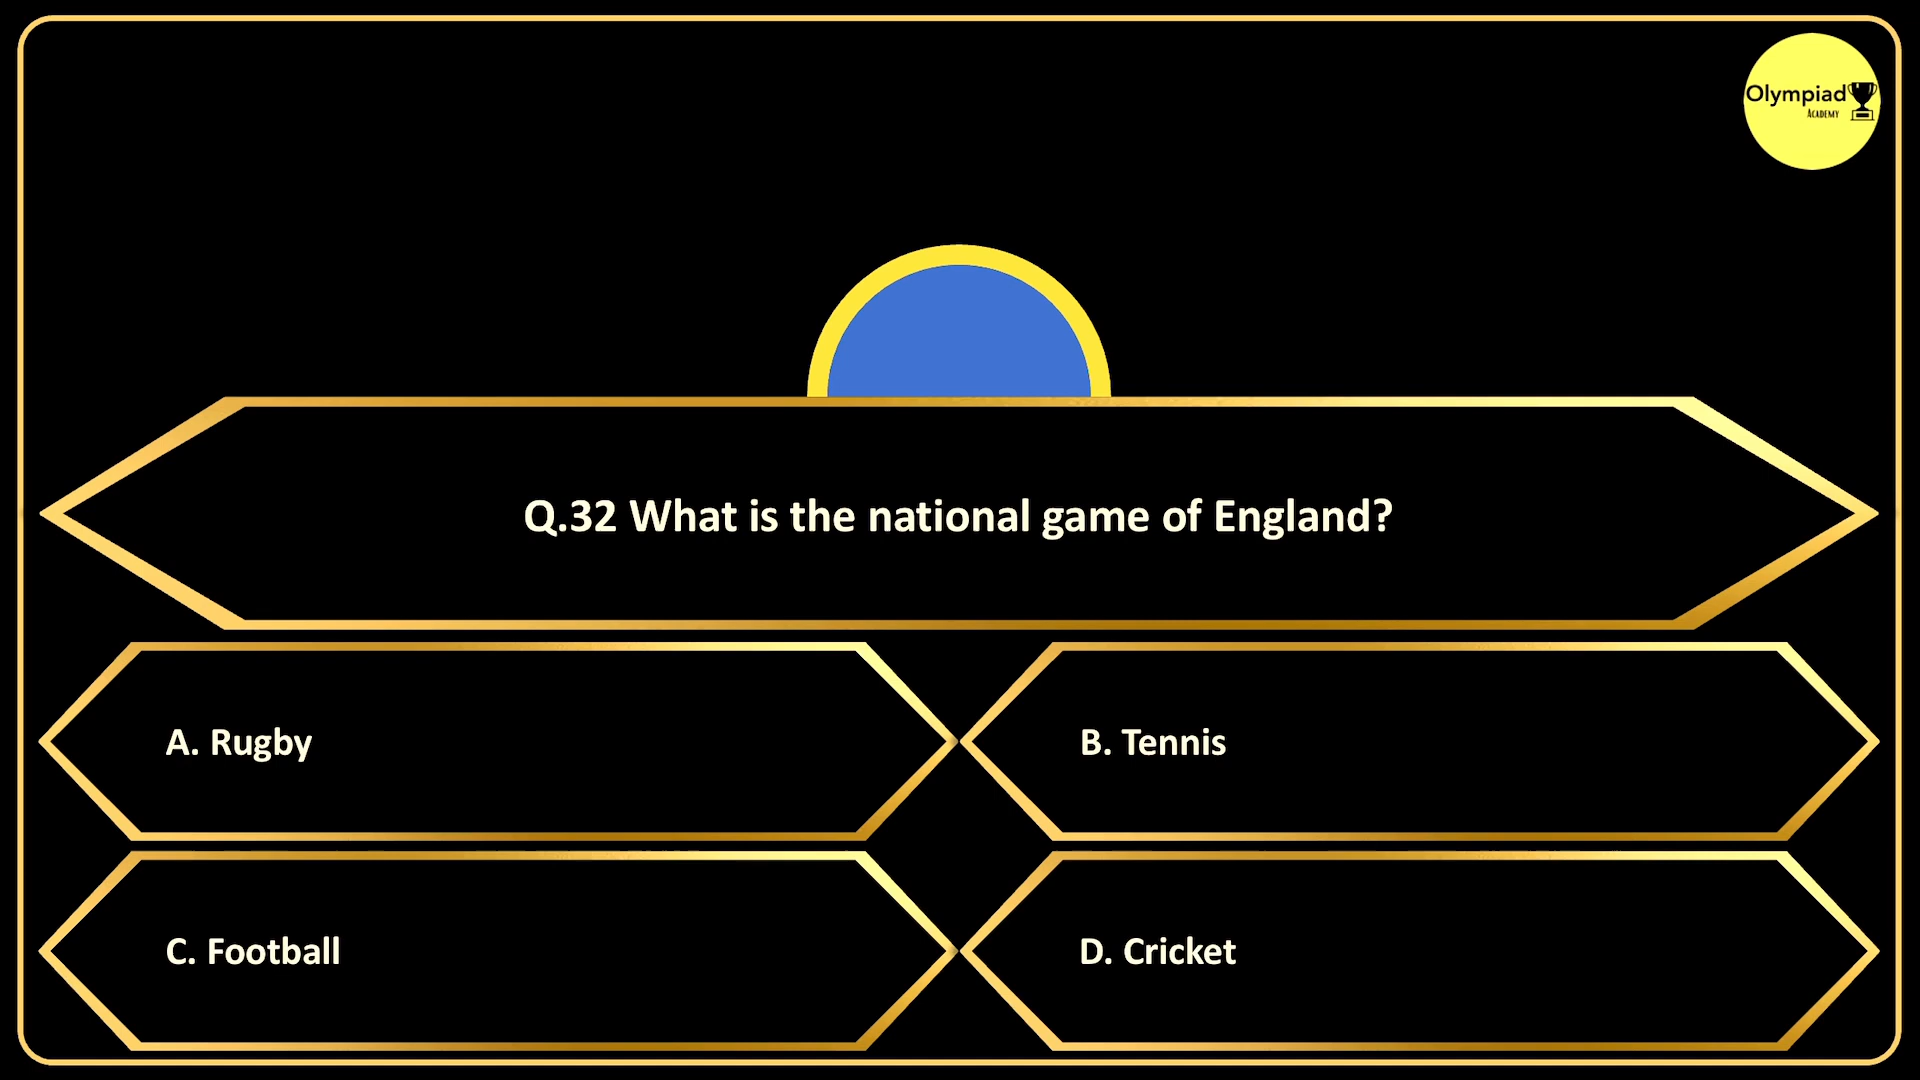 Olympiad
Academy
Q.32 What is the national game of England?
A. Rugby
B. Tennis
C. Football
D. Cricket